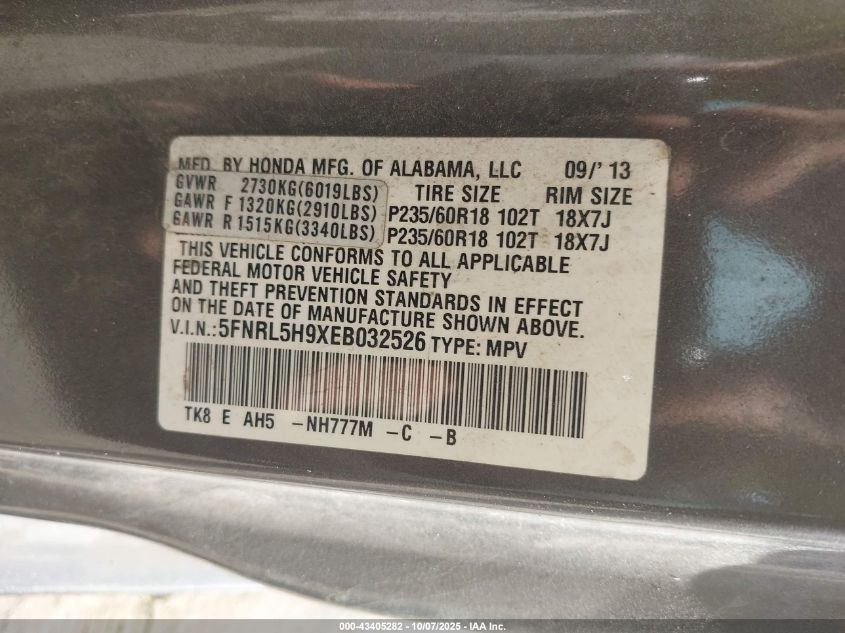 MFD. BY HONDA MFG. OF ALABAMA, LLC 09/' 13
GVWR 2730KG(6019LBS) TIRE SIZE RIM SIZE
GAWR F 1320KG(2910LBS) P235/60R18 102T 18X7J
GAWR R 1515KG(3340LBS) P235/60R18 102T 18X7J
THIS VEHICLE CONFORMS TO ALL APPLICABLE
FEDERAL MOTOR VEHICLE SAFETY
AND THEFT PREVENTION STANDARDS IN EFFECT
ON THE DATE OF MANUFACTURE SHOWN ABOVE.
V.I.N.: 5FNRL5H9XEB032526 TYPE: MPV
TK8 E AH5 -NH777M -C -B
000-43405282 - 10/07/2025 - IAA Inc.